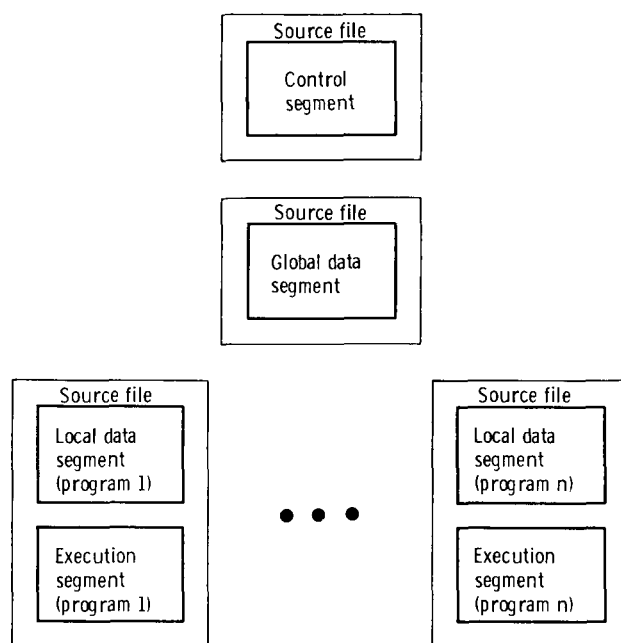 Source file
Control
segment
Source file
Global data
segment
Source file
Local data
segment
(program 1)
Execution
segment
(program 1)
Source file
Local data
segment
(program n)
Execution
segment
(program n)